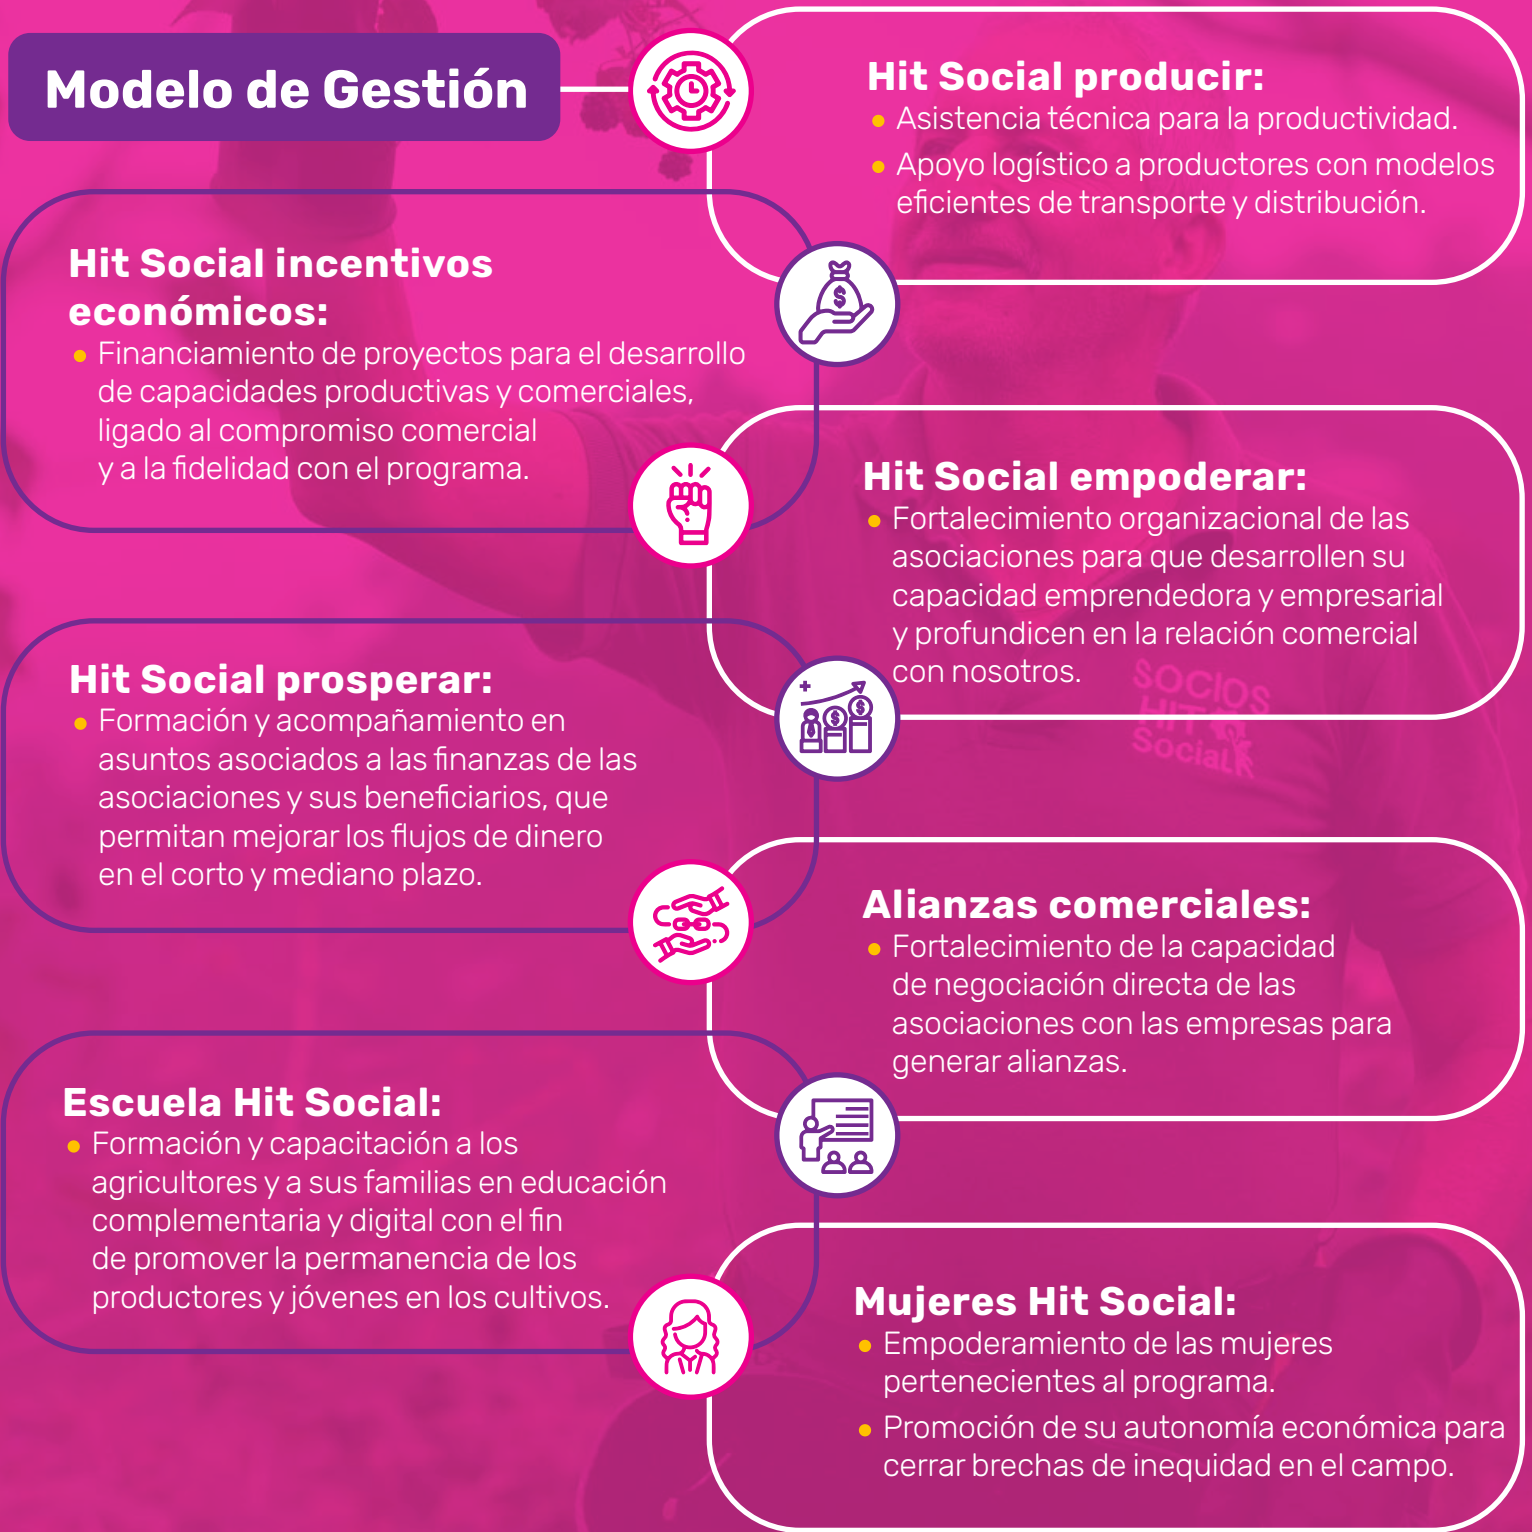 Modelo de Gestión
Hit Social producir:
Asistencia técnica para la productividad.
Apoyo logístico a productores con modelos
eficientes de transporte y distribución.
Hit Social incentivos
económicos:
Financiamiento de proyectos para el desarrollo
de capacidades productivas y comerciales,
ligado al compromiso comercial
y a la fidelidad con el programa.
Hit Social empoderar:
Fortalecimiento organizacional de las
asociaciones para que desarrollen su
capacidad emprendedora y empresarial
y profundicen en la relación comercial
con nosotros.
SOCIOS
HIT
Social
Hit Social prosperar:
Formación y acompañamiento en
asuntos asociados a las finanzas de las
asociaciones y sus beneficiarios, que
permitan mejorar los flujos de dinero
en el corto y mediano plazo.
Alianzas comerciales:
Fortalecimiento de la capacidad
de negociación directa de las
asociaciones con las empresas para
generar alianzas.
Escuela Hit Social:
Formación y capacitación a los
agricultores y a sus familias en educación
complementaria y digital con el fin
de promover la permanencia de los
productores y jóvenes en los cultivos.
Mujeres Hit Social:
Empoderamiento de las mujeres
pertenecientes al programa.
Promoción de su autonomía económica para
cerrar brechas de inequidad en el campo.